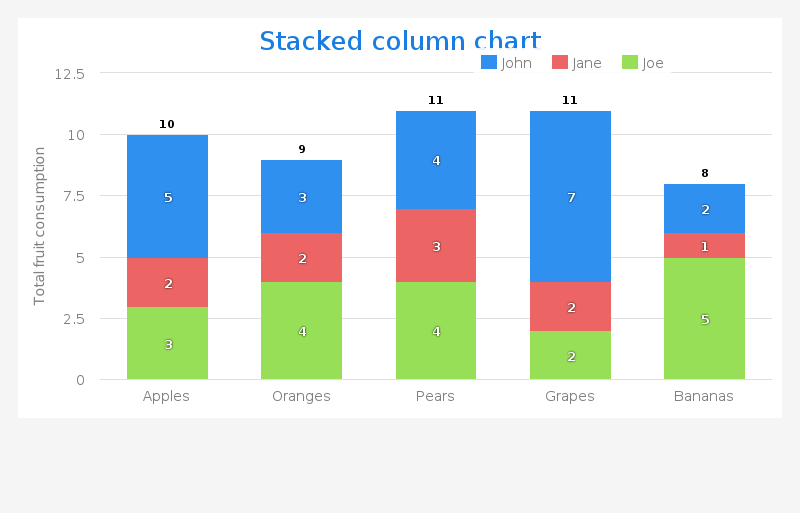 Stacked column chart
John Jane Joe
Total fruit consumption
12.5
10
7.5
5
2.5
0
10 9 11 11 8
5 3 4 7 2
2 2 3 2 1
3 4 4 2 5
Apples Oranges Pears Grapes Bananas